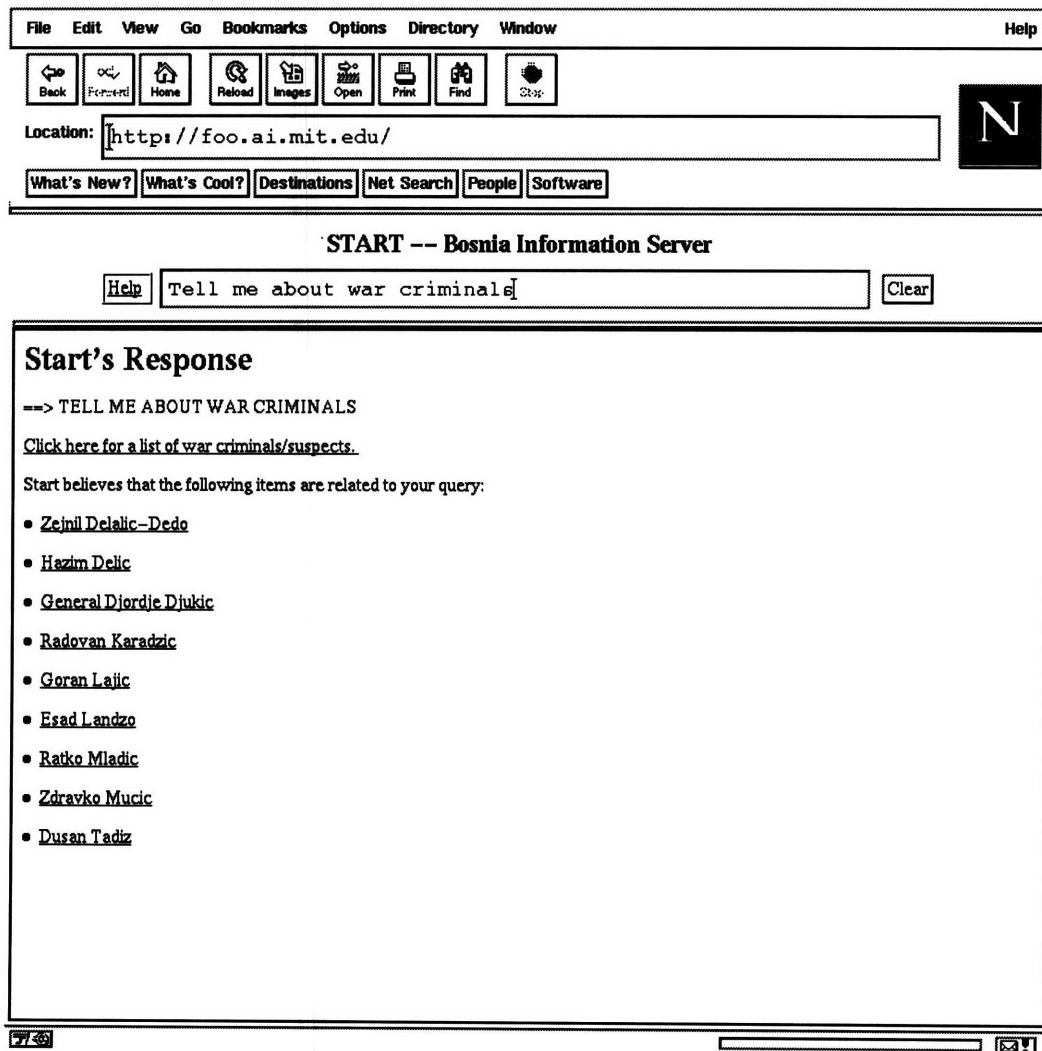 File Edit View Go Bookmarks Options Directory Window Help
Back Forward Home Reload Images Open Print Find Stop
N
Location: http://foo.ai.mit.edu/
What's New? What's Cool? Destinations Net Search People Software
START -- Bosnia Information Server
Help Tell me about war criminals Clear
Start's Response
==> TELL ME ABOUT WAR CRIMINALS
Click here for a list of war criminals/suspects.
Start believes that the following items are related to your query:
• Zejnil Delalic-Dedo
• Hazim Delic
• General Djordje Djukic
• Radovan Karadzic
• Goran Lajic
• Esad Landzo
• Ratko Mladic
• Zdravko Mucic
• Dusan Tadiz